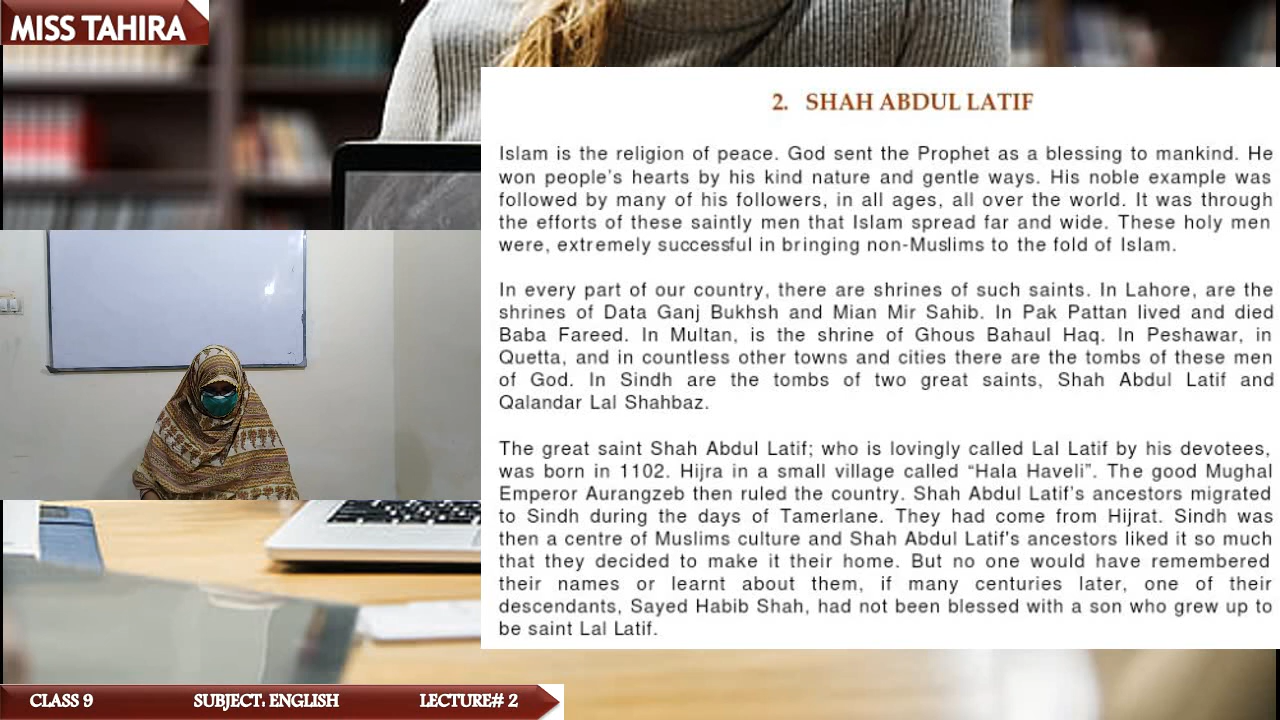 MISS TAHIRA
2. SHAH ABDUL LATIF
Islam is the religion of peace. God sent the Prophet as a blessing to mankind. He
won people's hearts by his kind nature and gentle ways. His noble example was
followed by many of his followers, in all ages, all over the world. It was through
the efforts of these saintly men that Islam spread far and wide. These holy men
were, extremely successful in bringing non-Muslims to the fold of Islam.
In every part of our country, there are shrines of such saints. In Lahore, are the
shrines of Data Ganj Bukhsh and Mian Mir Sahib. In Pak Pattan lived and died
Baba Fareed. In Multan, is the shrine of Ghous Bahaul Haq. In Peshawar, in
Quetta, and in countless other towns and cities there are the tombs of these men
of God. In Sindh are the tombs of two great saints, Shah Abdul Latif and
Qalandar Lal Shahbaz.
The great saint Shah Abdul Latif; who is lovingly called Lal Latif by his devotees,
was born in 1102. Hijra in a small village called “Hala Haveli”. The good Mughal
Emperor Aurangzeb then ruled the country. Shah Abdul Latif's ancestors migrated
to Sindh during the days of Tamerlane. They had come from Hijrat. Sindh was
then a centre of Muslims culture and Shah Abdul Latif's ancestors liked it so much
that they decided to make it their home. But no one would have remembered
their names or learnt about them, if many centuries later, one of their
descendants, Sayed Habib Shah, had not been blessed with a son who grew up to
be saint Lal Latif.
CLASS 9 SUBJECT: ENGLISH LECTURE# 2